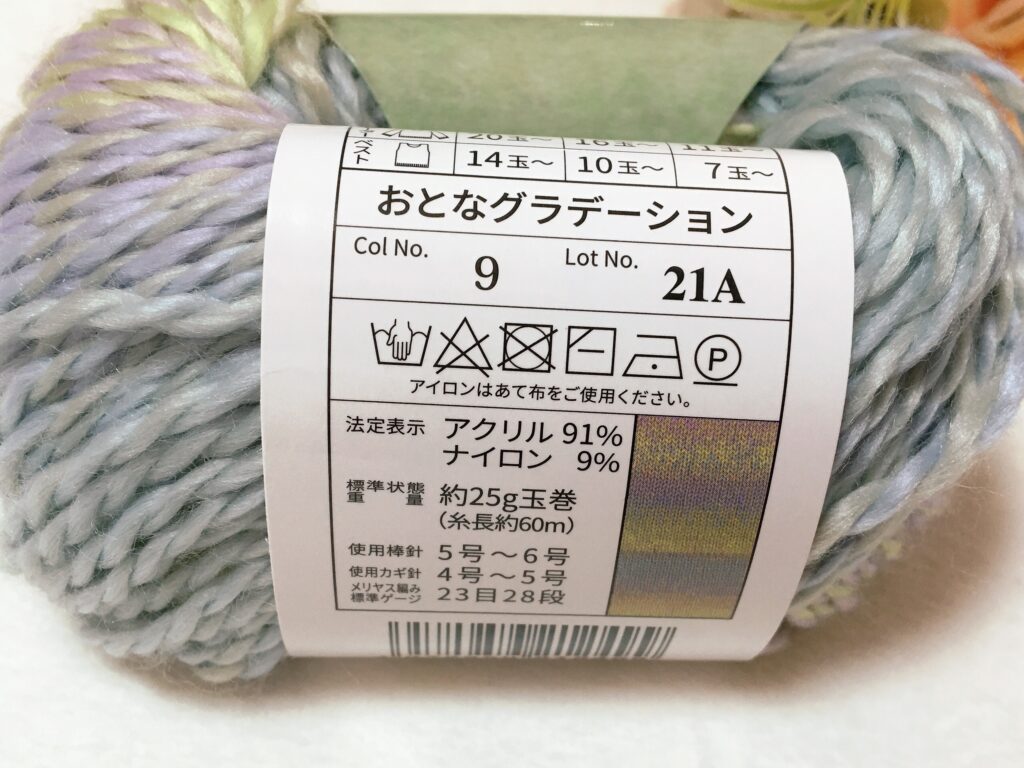 ベスト 14玉～ 10玉～ 7玉～
おとなグラデーション
Col No. 9 Lot No. 21A
P
アイロンはあて布をご使用ください。
法定表示 アクリル 91%
ナイロン 9%
標準状態重量 約25g玉巻
(糸長約60m)
使用棒針 5号～6号
使用カギ針 4号～5号
メリヤス編み標準ゲージ 23目28段